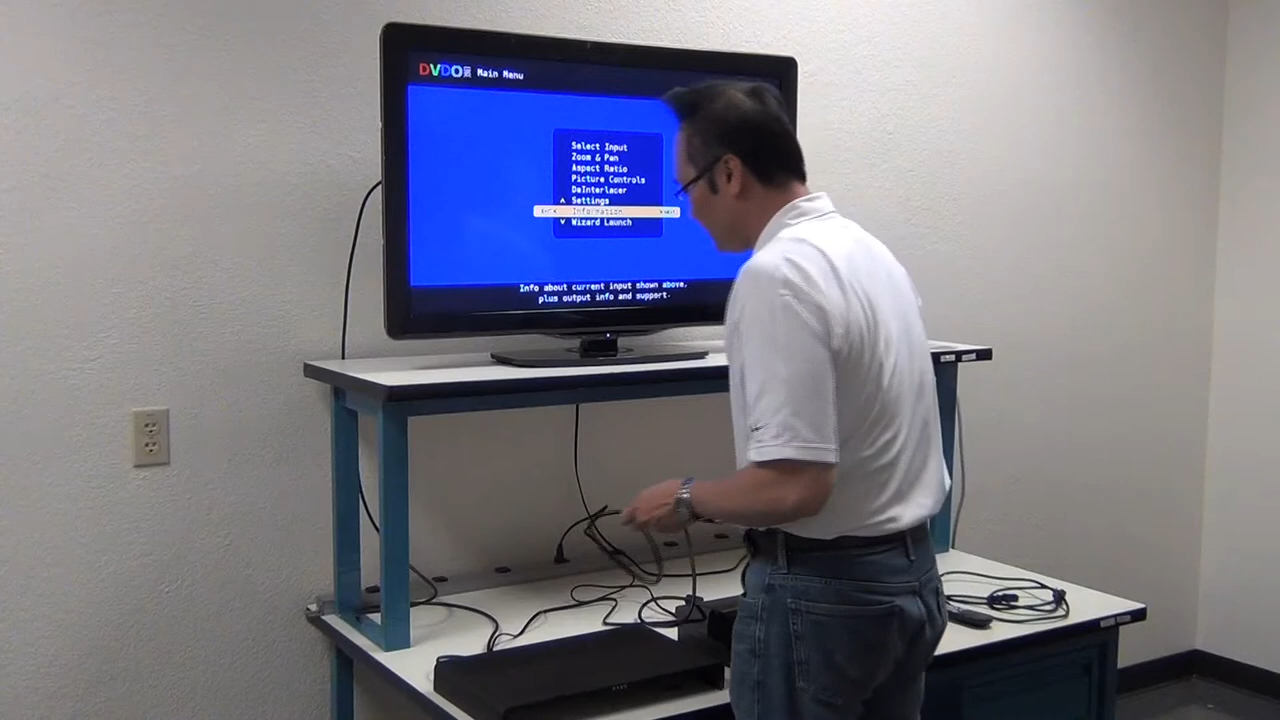 DVDO Main Menu
Select Input
Zoom & Pan
Aspect Ratio
Picture Controls
DeInterlacer
Settings
Information
Wizard Launch
Info about current input shown above,
plus output info and support.